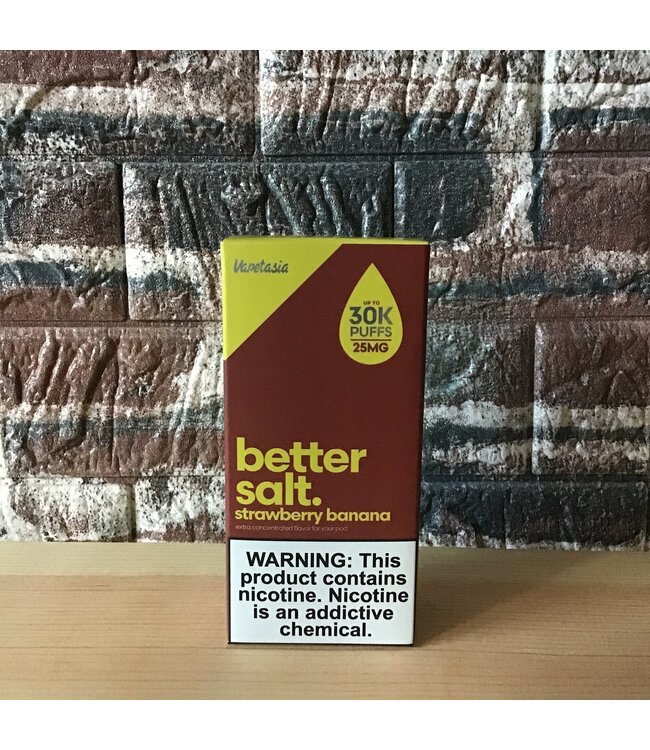 Vapetasia
UP TO
30K
PUFFS
25MG
better
salt.
strawberry banana
extra concentrated flavor for your pod
WARNING: This
product contains
nicotine. Nicotine
is an addictive
chemical.